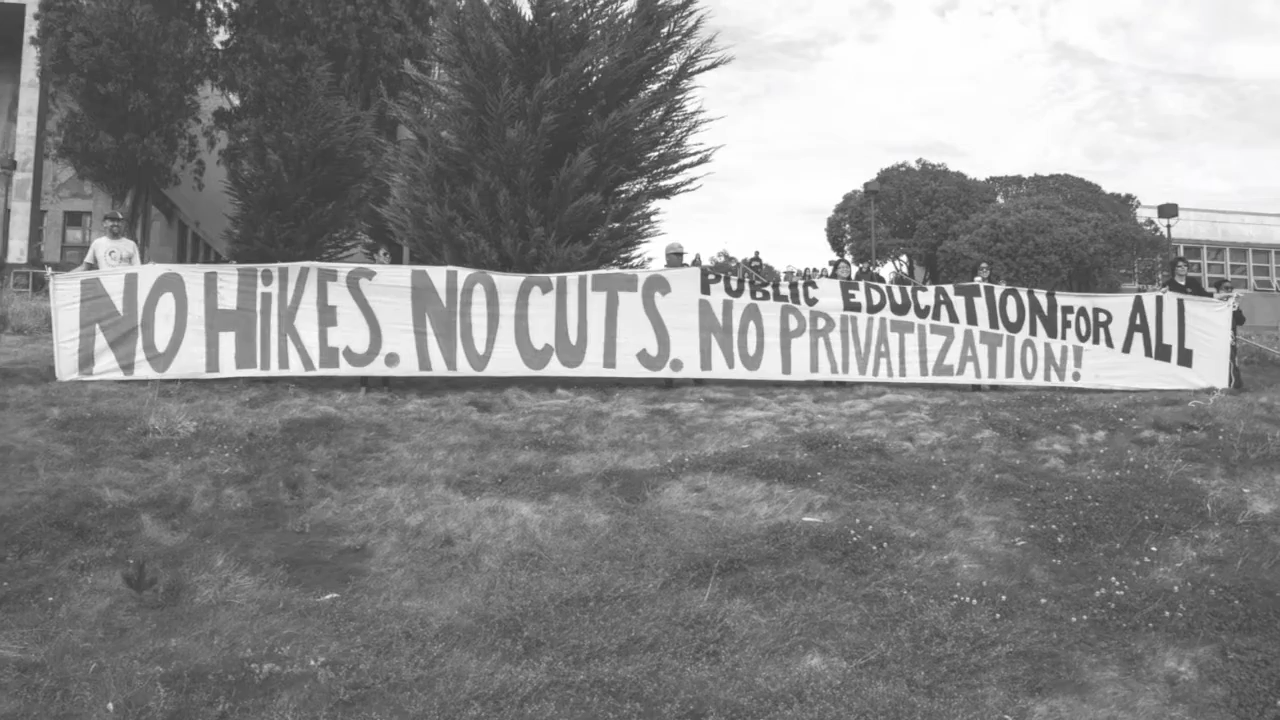 NO HiKES. NO CUTS. PUBLIC EDUCATION FOR ALL
NO PRIVATIZATION!